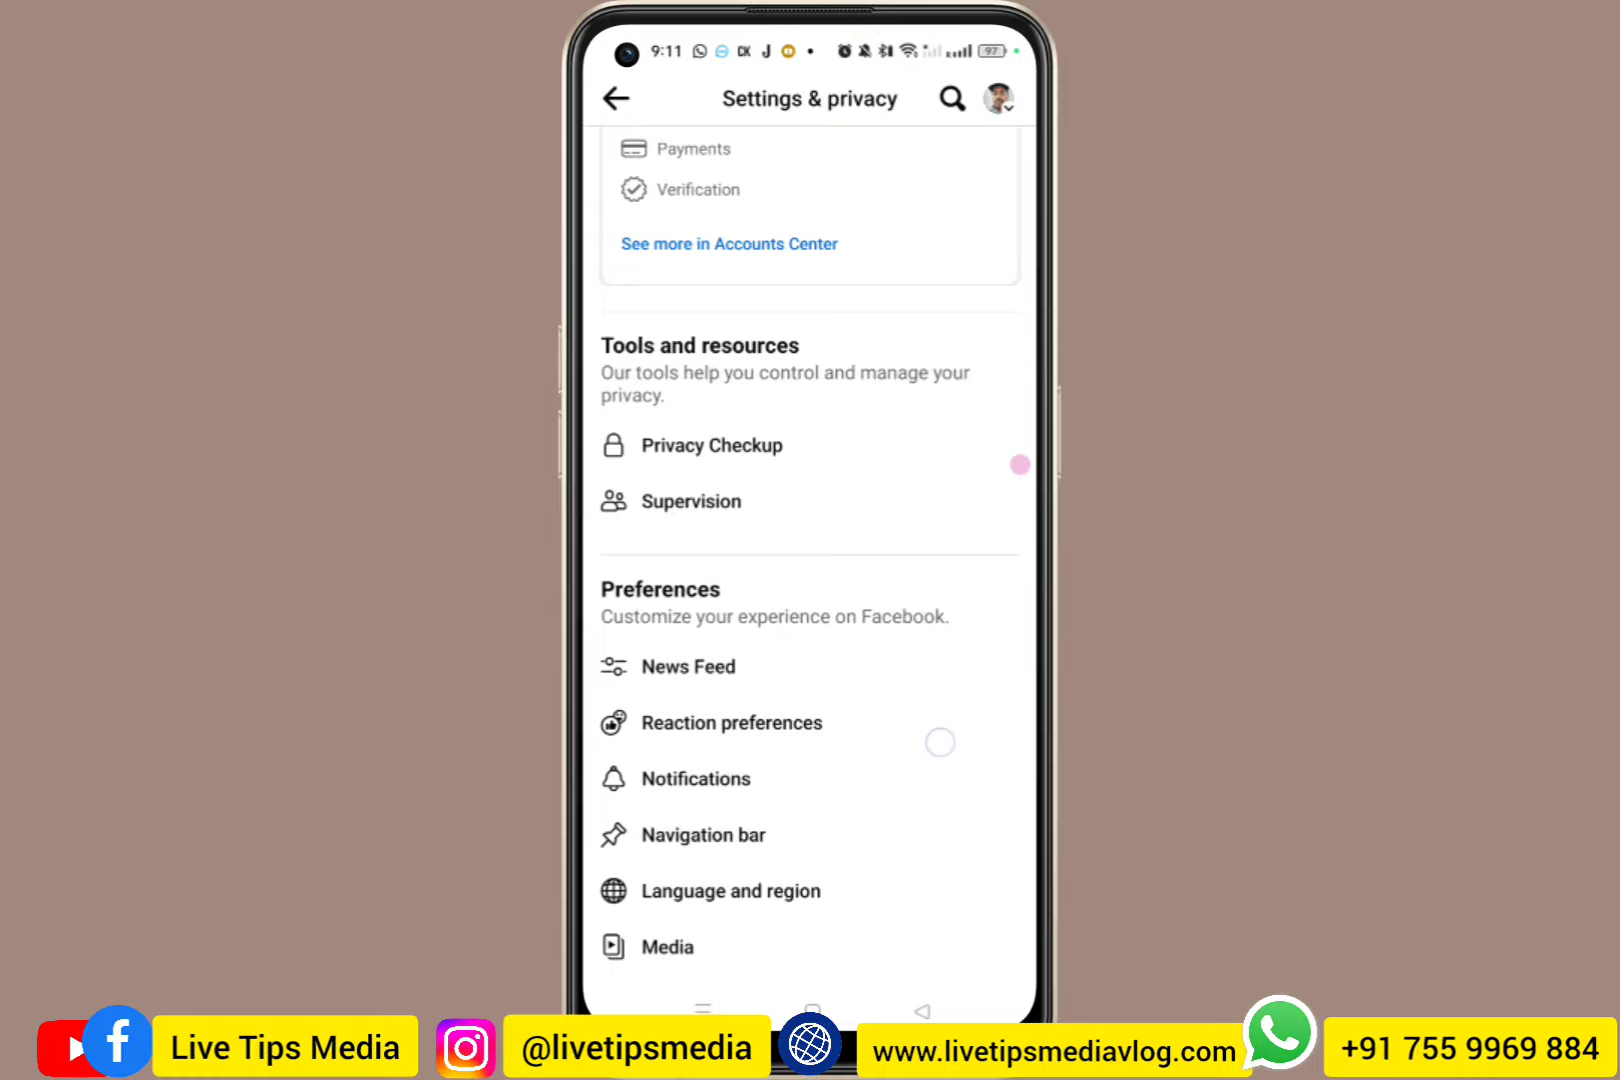 9:11 CK J 97
Settings & privacy
Payments
Verification
See more in Accounts Center
Tools and resources
Our tools help you control and manage your
privacy.
Privacy Checkup
Supervision
Preferences
Customize your experience on Facebook.
News Feed
Reaction preferences
Notifications
Navigation bar
Language and region
Media
Live Tips Media
@livetipsmedia
www.livetipsmediavlog.com
+91 755 9969 884